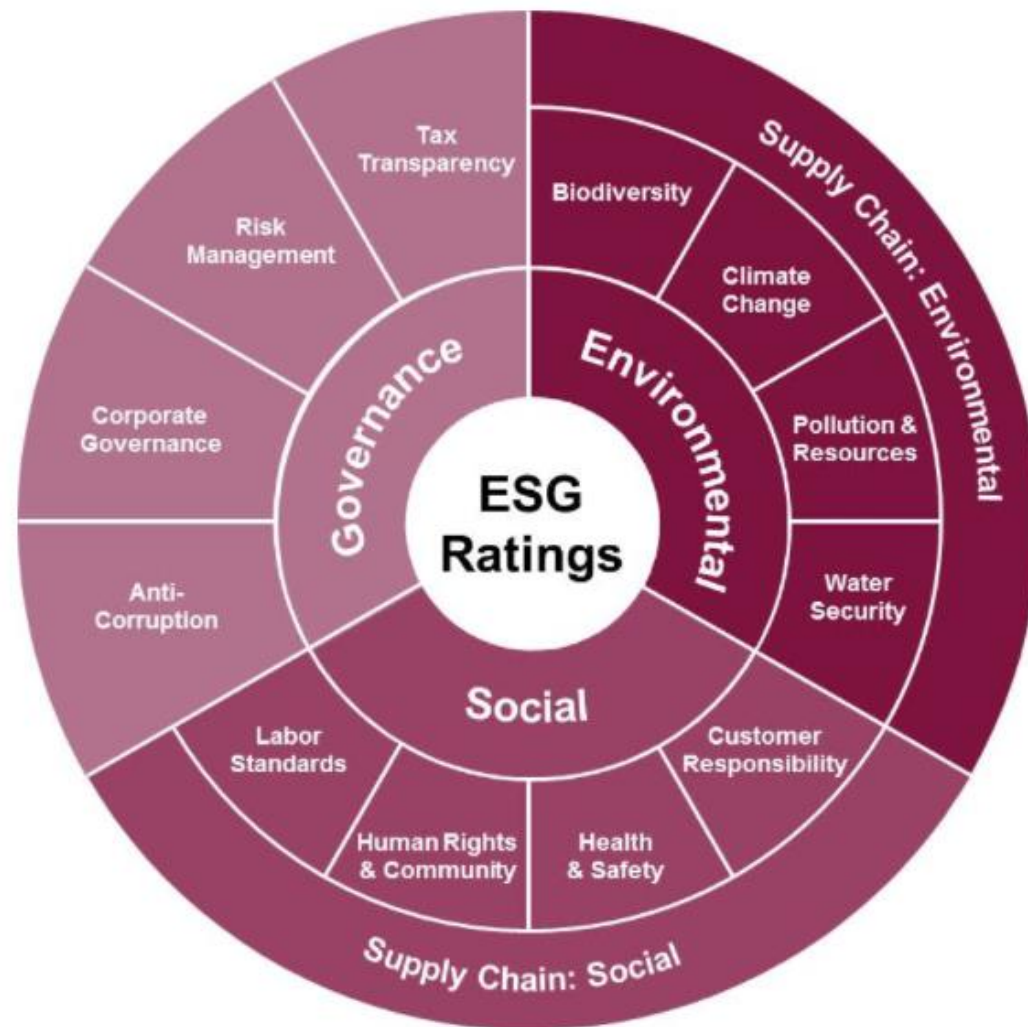 ESG
Ratings
Governance
Environmental
Social
Tax
Transparency
Risk
Management
Corporate
Governance
Anti-
Corruption
Biodiversity
Climate
Change
Pollution &
Resources
Water
Security
Supply Chain: Environmental
Customer
Responsibility
Health
& Safety
Human Rights
& Community
Labor
Standards
Supply Chain: Social